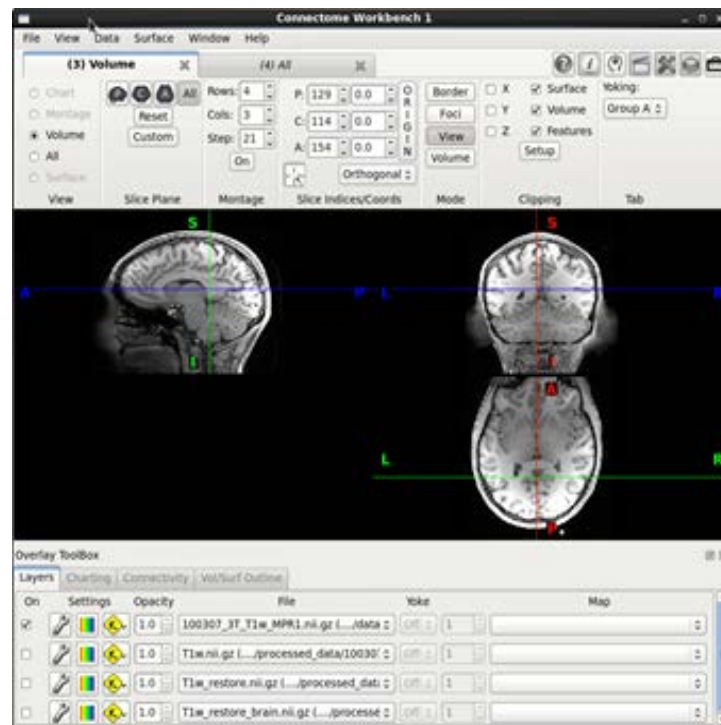 Connectome Workbench 1
File View Data Surface Window Help
(3) Volume (4) All
Chart
Montage
Volume
All
Surface
View
All
Reset
Custom
Slice Plane
Rows: 4
Cols: 3
Step: 21
On
Montage
P: 129 0.0
C: 114 0.0
A: 154 0.0
ORIGIN
Orthogonal
Slice Indices/Coords
Border
Foci
View
Volume
Mode
X Surface
Y Volume
Z Features
Setup
Clipping
Yoking:
Group A
Tab
S S
A P L R
I I
A
L R
P
Overlay ToolBox
Layers Charting Connectivity Vol/Surf Outline
On Settings Opacity File Yoke Map
1.0 100307_3T_T1w_MPR1.nii.gz (.../data Off 1
1.0 T1w.nii.gz (.../processed_data/10030 Off 1
1.0 T1w_restore.nii.gz (.../processed_dat Off 1
1.0 T1w_restore_brain.nii.gz (.../processe Off 1